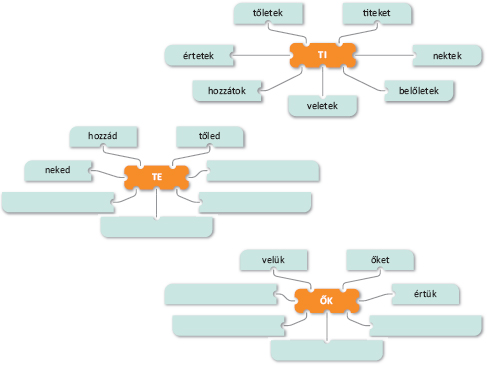 tőletek
titeket
értetek
TI
nektek
hozzátok
belőletek
veletek
hozzád
tőled
neked
TE
velük
őket
ŐK
értük